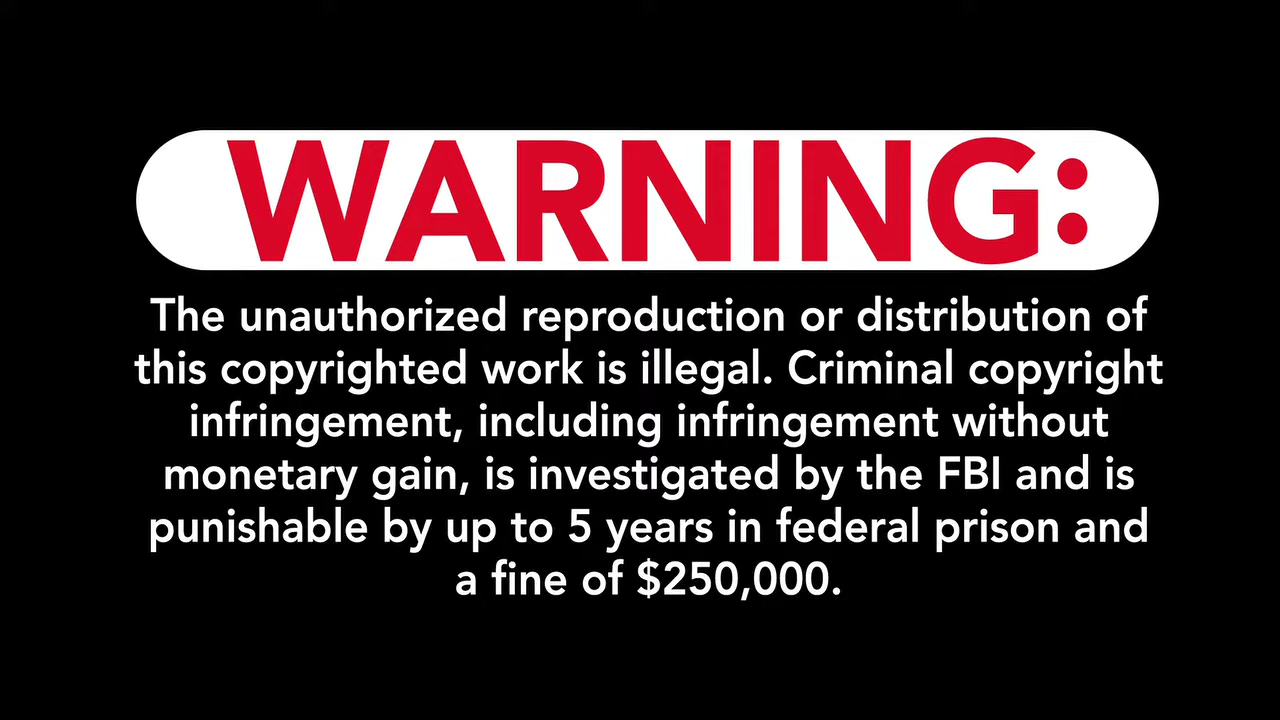 WARNING:
The unauthorized reproduction or distribution of
this copyrighted work is illegal. Criminal copyright
infringement, including infringement without
monetary gain, is investigated by the FBI and is
punishable by up to 5 years in federal prison and
a fine of $250,000.